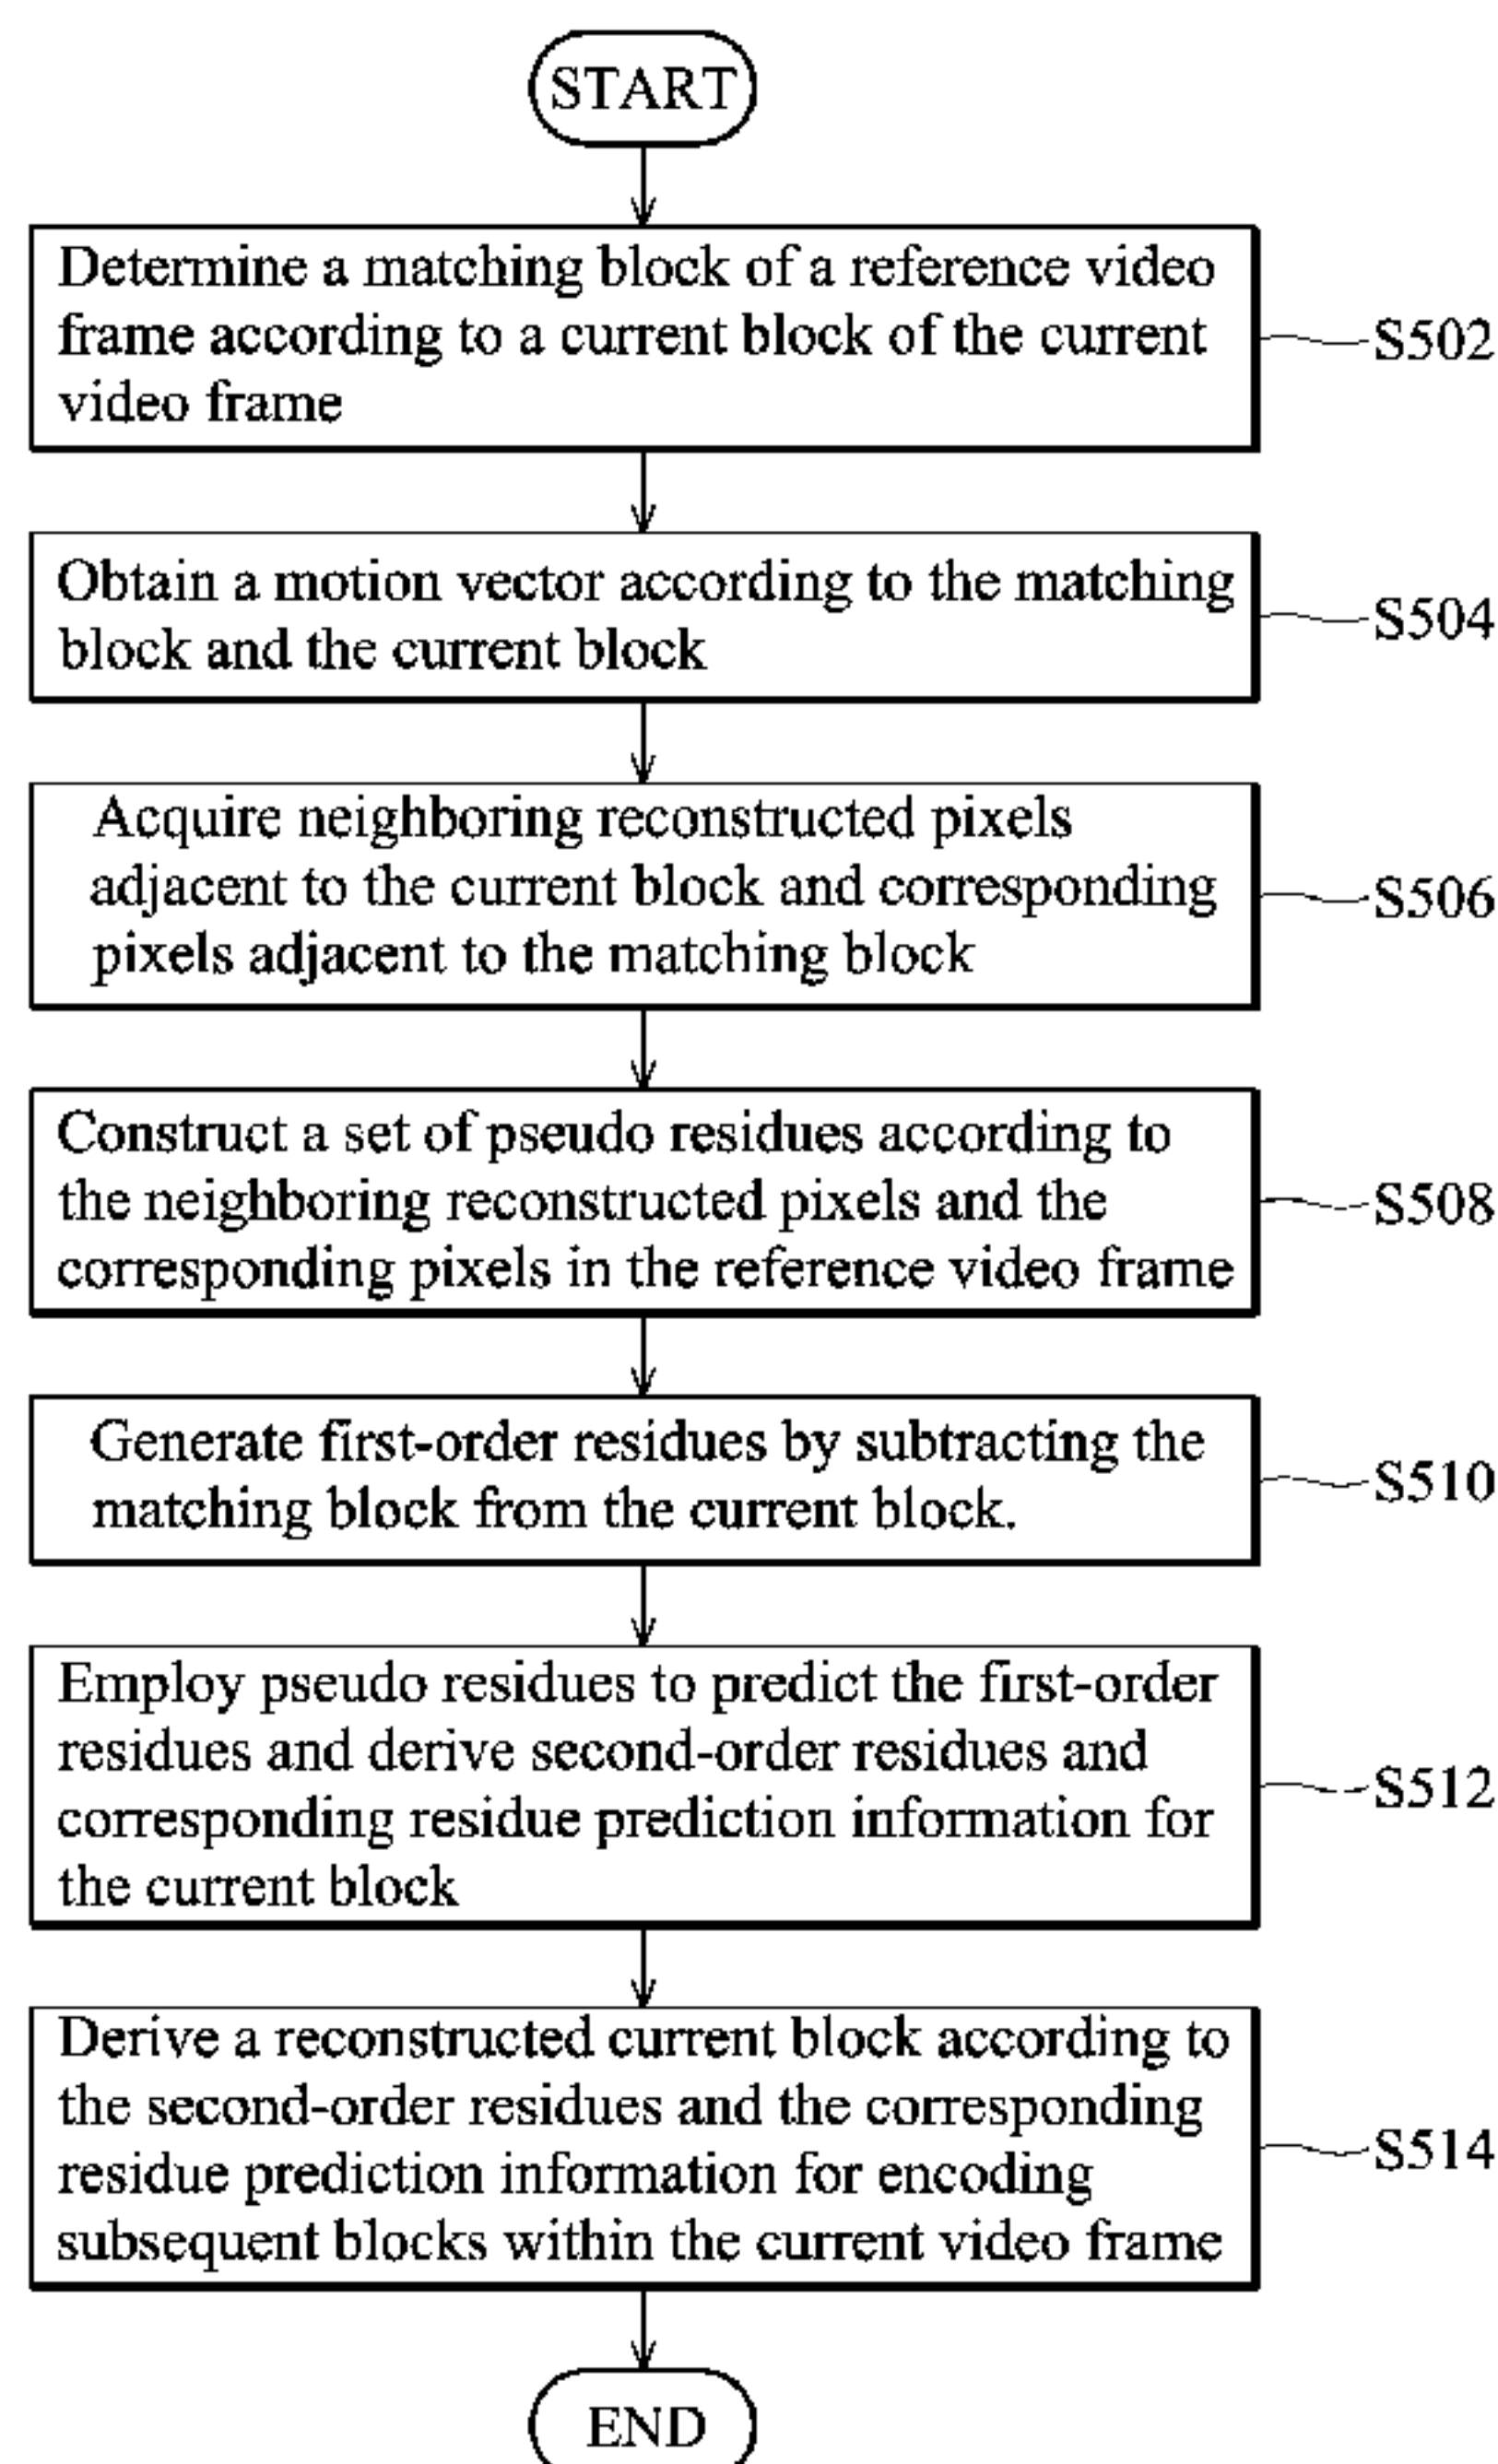 START
Determine a matching block of a reference video
frame according to a current block of the current
video frame
S502
Obtain a motion vector according to the matching
block and the current block
S504
Acquire neighboring reconstructed pixels
adjacent to the current block and corresponding
pixels adjacent to the matching block
S506
Construct a set of pseudo residues according to
the neighboring reconstructed pixels and the
corresponding pixels in the reference video frame
S508
Generate first-order residues by subtracting the
matching block from the current block.
S510
Employ pseudo residues to predict the first-order
residues and derive second-order residues and
corresponding residue prediction information for
the current block
S512
Derive a reconstructed current block according to
the second-order residues and the corresponding
residue prediction information for encoding
subsequent blocks within the current video frame
S514
END